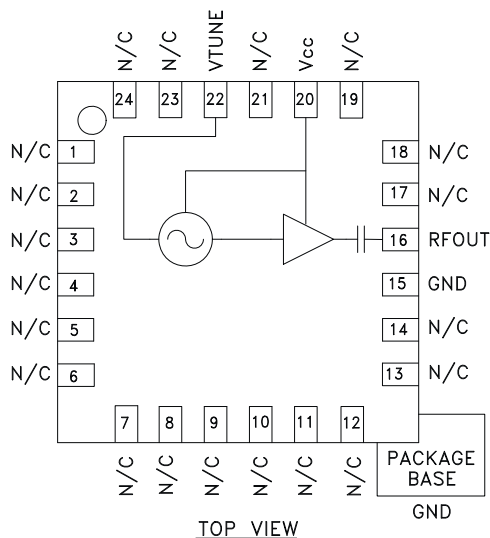 N/C N/C VTUNE N/C Vcc N/C
24 23 22 21 20 19
N/C 1 18 N/C
N/C 2 17 N/C
N/C 3 16 RFOUT
N/C 4 15 GND
N/C 5 14 N/C
N/C 6 13 N/C
7 8 9 10 11 12
N/C N/C N/C N/C N/C N/C
PACKAGE
BASE
GND
TOP VIEW